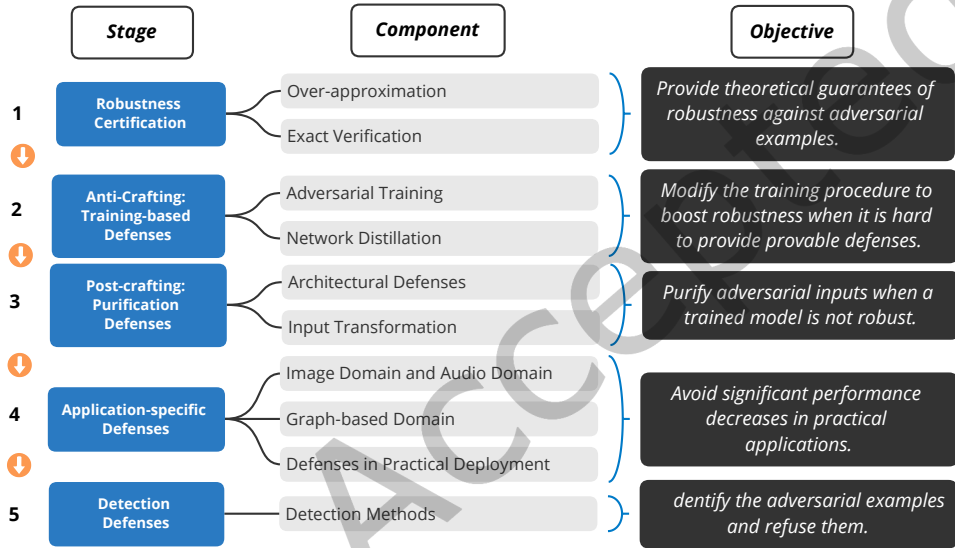 Stage
Component
Objective
1
Robustness
Certification
Over-approximation
Exact Verification
Provide theoretical guarantees of
robustness against adversarial
examples.
2
Anti-Crafting:
Training-based
Defenses
Adversarial Training
Network Distillation
Modify the training procedure to
boost robustness when it is hard
to provide provable defenses.
3
Post-crafting:
Purification
Defenses
Architectural Defenses
Input Transformation
Purify adversarial inputs when a
trained model is not robust.
4
Application-specific
Defenses
Image Domain and Audio Domain
Graph-based Domain
Defenses in Practical Deployment
Avoid significant performance
decreases in practical
applications.
5
Detection
Defenses
Detection Methods
dentify the adversarial examples
and refuse them.
Accepted